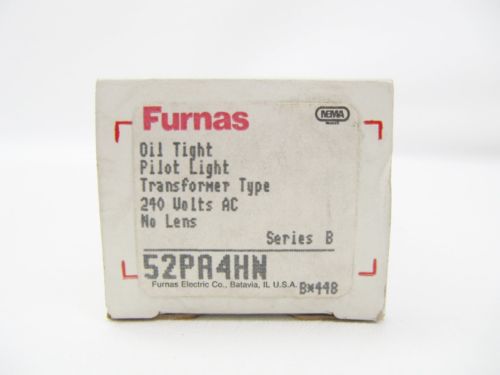 Furnas
NEMA
Oil Tight
Pilot Light
Transformer Type
240 Volts AC
No Lens
Series B
52PA4HN
Furnas Electric Co., Batavia, IL U.S.A.
B*448